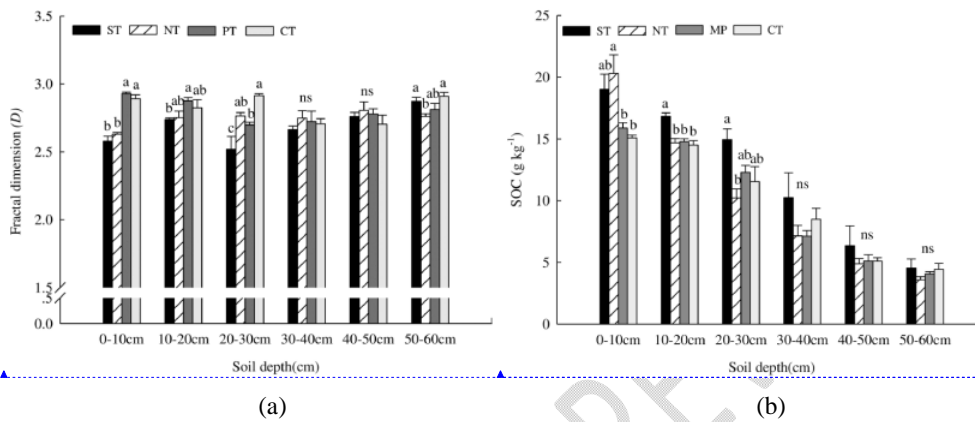 3.5
ST NT PT CT
3.0
2.5
2.0
1.5
.5
0.0
Fractal dimension (D)
b b a a
b ab a ab
c ab b a
ns
ns
a b ab a
0-10cm 10-20cm 20-30cm 30-40cm 40-50cm 50-60cm
Soil depth(cm)
(a)
25
ST NT MP CT
20
15
10
5
0
SOC (g kg-1)
ab a b b
a b b b
a b ab ab
ns
ns
ns
0-10cm 10-20cm 20-30cm 30-40cm 40-50cm 50-60cm
Soil depth(cm)
(b)